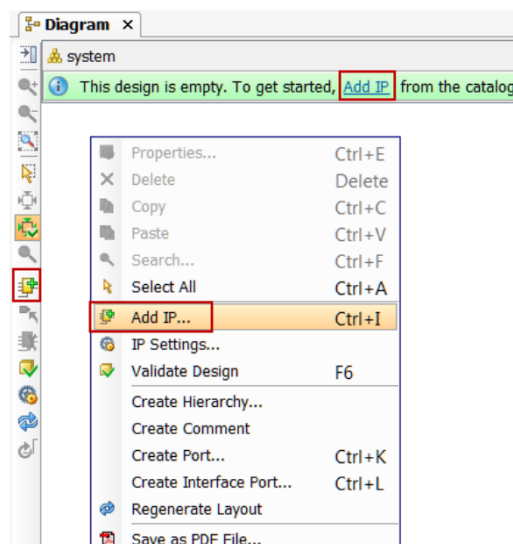 Diagram ×
system
This design is empty. To get started, Add IP from the catalog
Properties... Ctrl+E
Delete Delete
Copy Ctrl+C
Paste Ctrl+V
Search... Ctrl+F
Select All Ctrl+A
Add IP... Ctrl+I
IP Settings...
Validate Design F6
Create Hierarchy...
Create Comment
Create Port... Ctrl+K
Create Interface Port... Ctrl+L
Regenerate Layout
Save as PDF File...